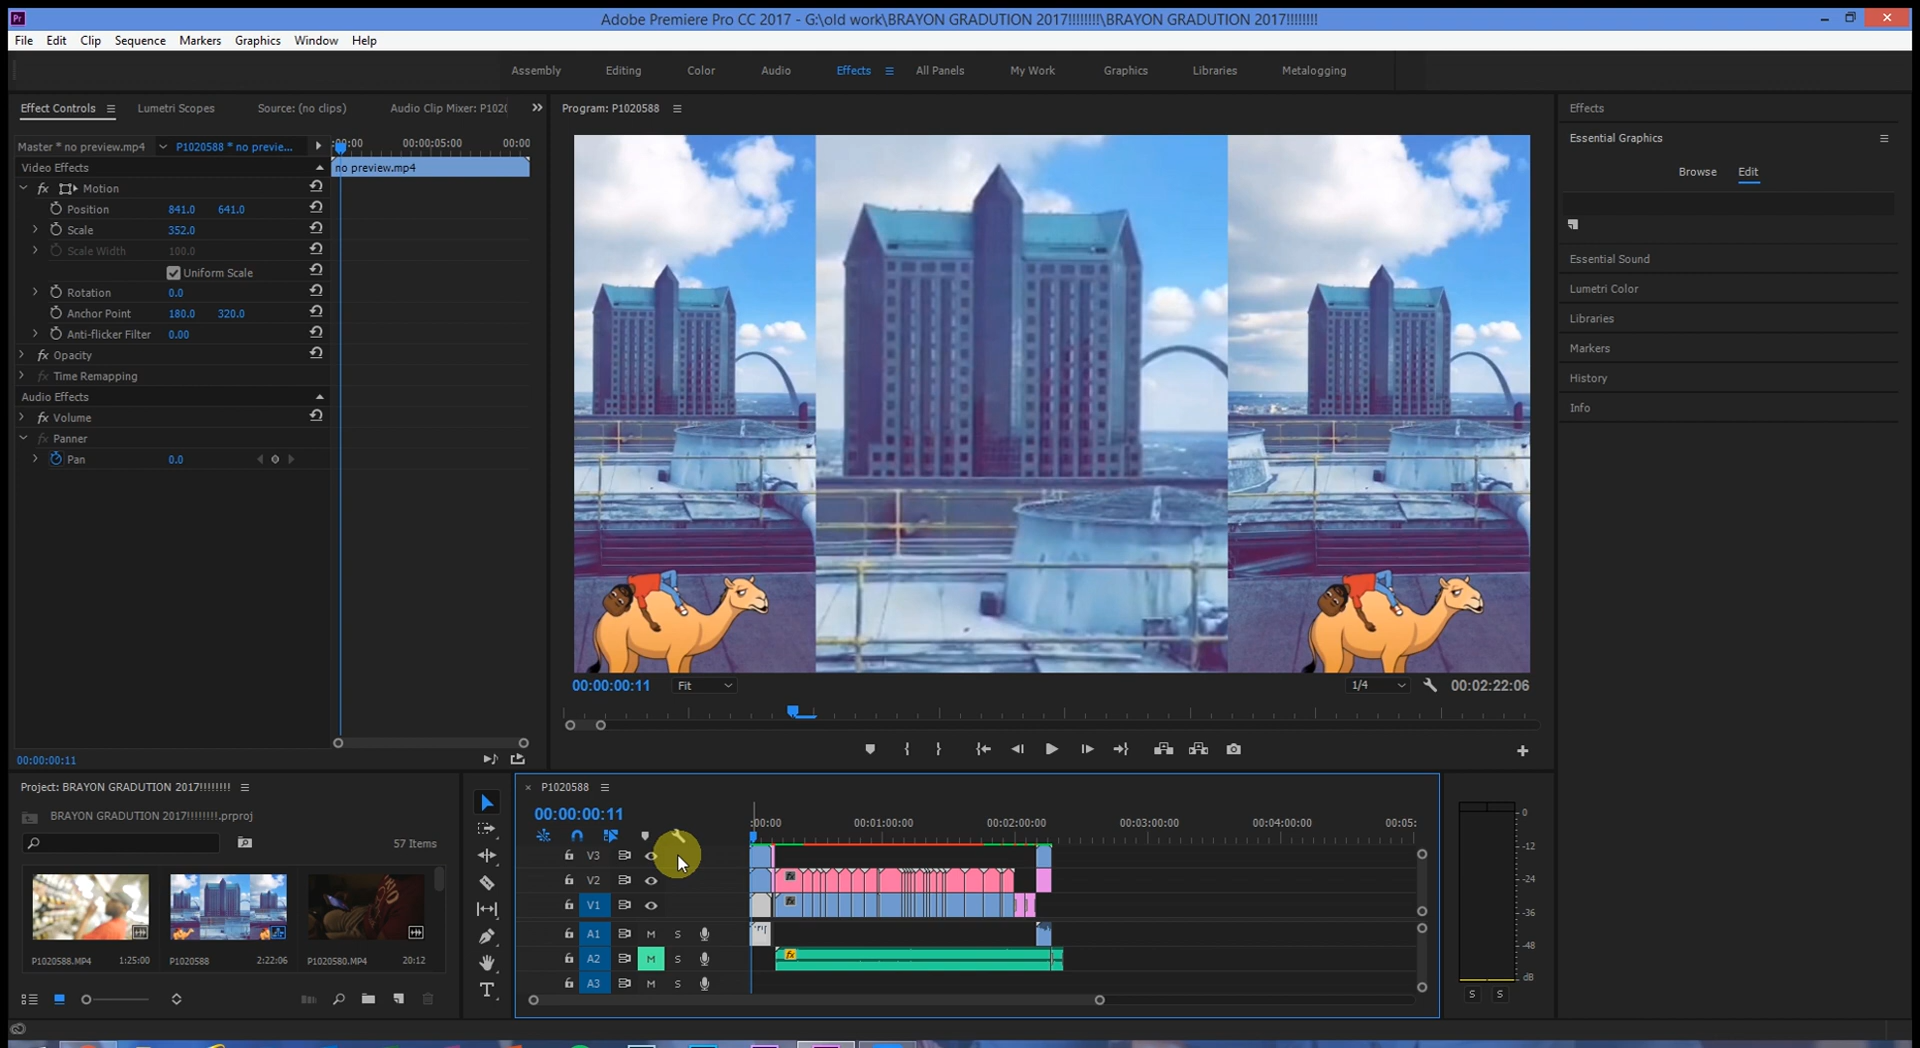 Adobe Premiere Pro CC 2017 - G:\old work\BRAYON GRADUTION 2017!!!!!!!!\BRAYON GRADUTION 2017!!!!!!!!
File Edit Clip Sequence Markers Graphics Window Help
Assembly Editing Color Audio Effects All Panels My Work Graphics Libraries Metalogging
Effect Controls Lumetri Scopes Source: (no clips) Audio Clip Mixer: P102
Master * no preview.mp4 P1020588 * no previe...
:00:00 00:00:05:00 00:00
Video Effects
no preview.mp4
fx Motion
Position 841.0 641.0
Scale 352.0
Scale Width 100.0
Uniform Scale
Rotation 0.0
Anchor Point 180.0 320.0
Anti-flicker Filter 0.00
fx Opacity
fx Time Remapping
Audio Effects
fx Volume
fx Panner
Pan 0.0
00:00:00:11
Program: P1020588
00:00:00:11 Fit 1/4 00:02:22:06
Effects
Essential Graphics
Browse Edit
Essential Sound
Lumetri Color
Libraries
Markers
History
Info
Project: BRAYON GRADUTION 2017!!!!!!!!
BRAYON GRADUTION 2017!!!!!!!!.prproj
57 Items
P1020588.MP4 1:25:00
P1020588 2:22:06
P1020580.MP4 20:12
T
P1020588
00:00:00:11
:00:00 00:01:00:00 00:02:00:00 00:03:00:00 00:04:00:00 00:05:
V3
V2
V1
A1 M S
A2 M S
fx
A3 M S
0
-12
-24
-36
-48
dB
S S